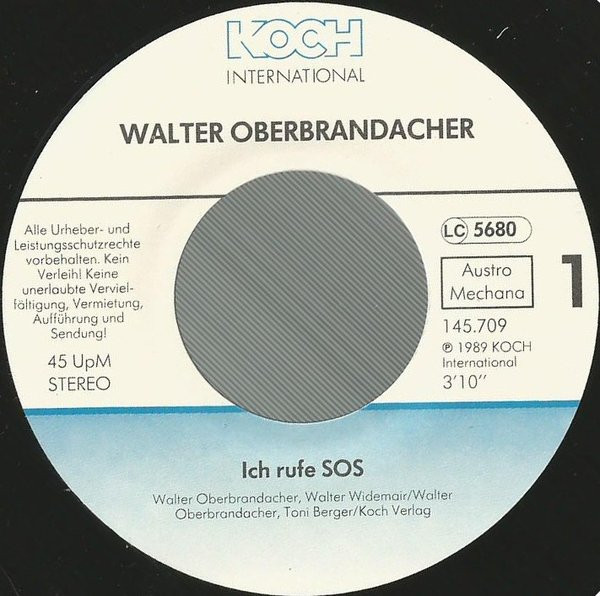 KOCH
INTERNATIONAL
WALTER OBERBRANDACHER
Alle Urheber- und
Leistungsschutzrechte
vorbehalten. Kein
Verleih! Keine
unerlaubte Verviel-
fältigung, Vermietung,
Aufführung und
Sendung!
45 UpM
STEREO
LC 5680
Austro
Mechana
1
145.709
℗ 1989 KOCH
International
3'10''
Ich rufe SOS
Walter Oberbrandacher, Walter Widemair/Walter
Oberbrandacher, Toni Berger/Koch Verlag